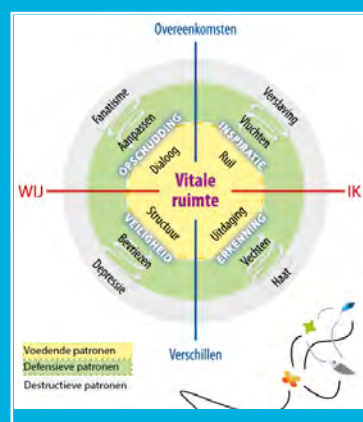 Overeenkomsten
Fanatisme
Verslaving
Aanpassen
Vluchten
OPSCHUDDING
INSPIRATIE
Dialoog
Ruil
WIJ
Vitale
ruimte
IK
Structuur
Uitdaging
VEILIGHEID
ERKENNING
Bevriezen
Vechten
Depressie
Haat
Verschillen
Voedende patronen
Defensieve patronen
Destructieve patronen